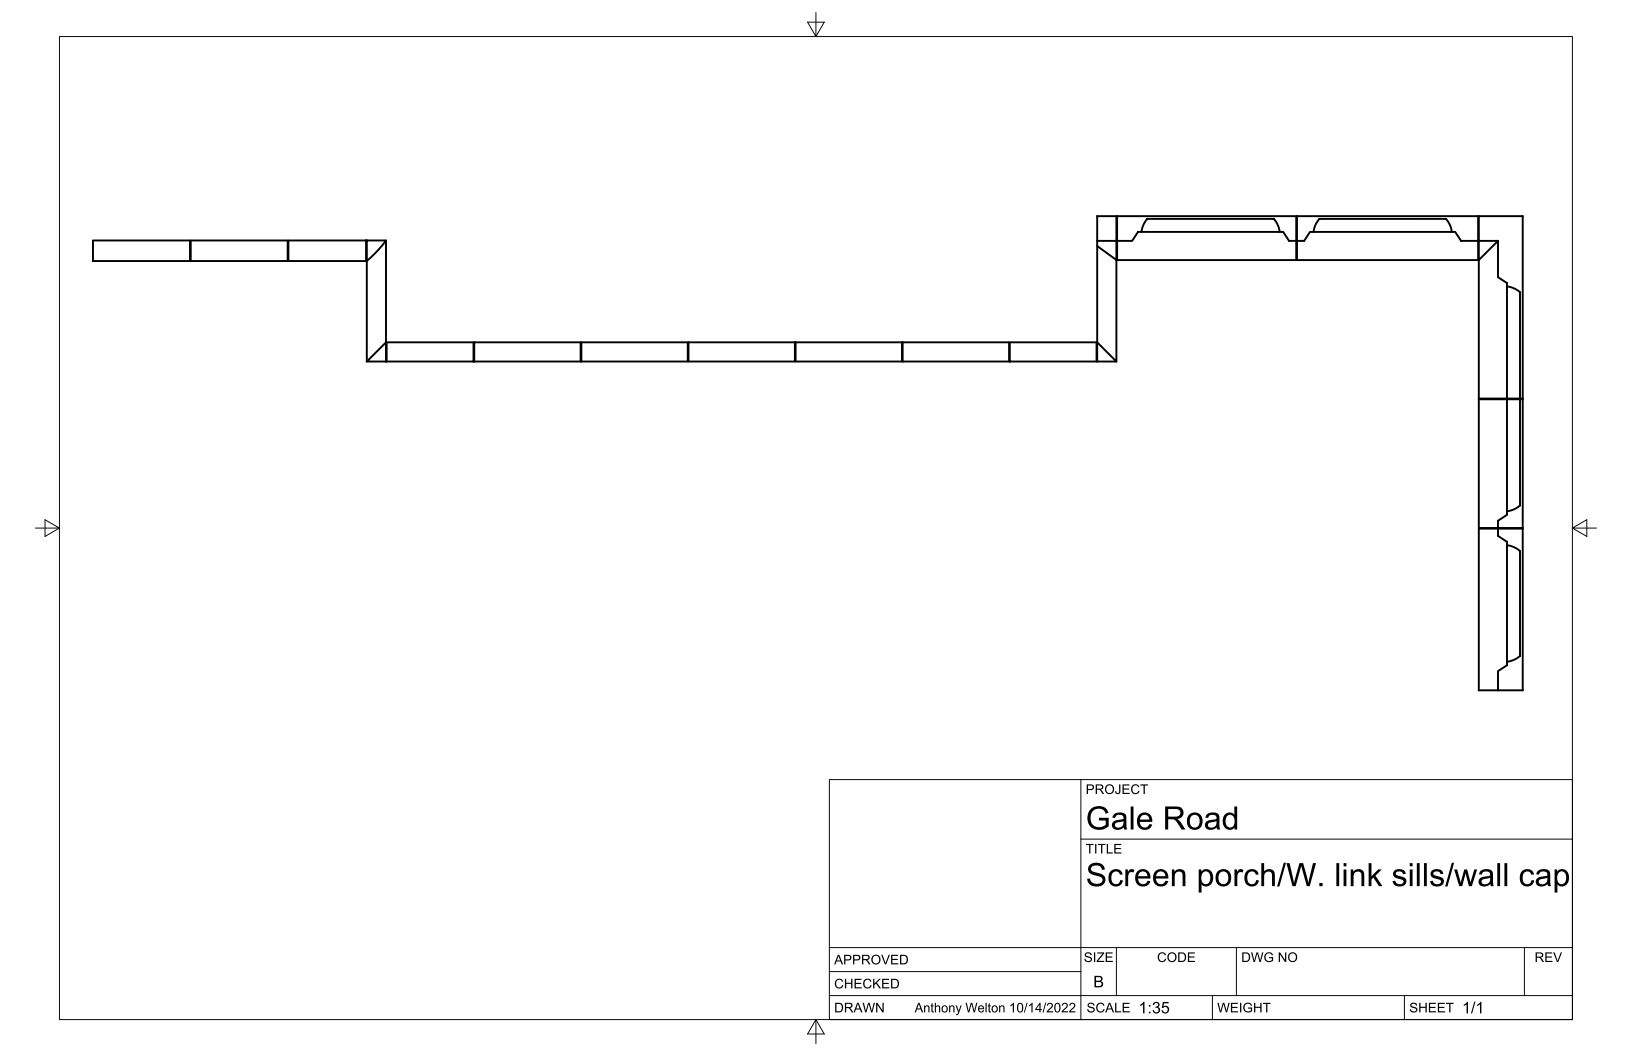 PROJECT
Gale Road
TITLE
Screen porch/W. link sills/wall cap
APPROVED
SIZE CODE DWG NO REV
CHECKED
B
DRAWN Anthony Welton 10/14/2022 SCALE 1:35 WEIGHT SHEET 1/1